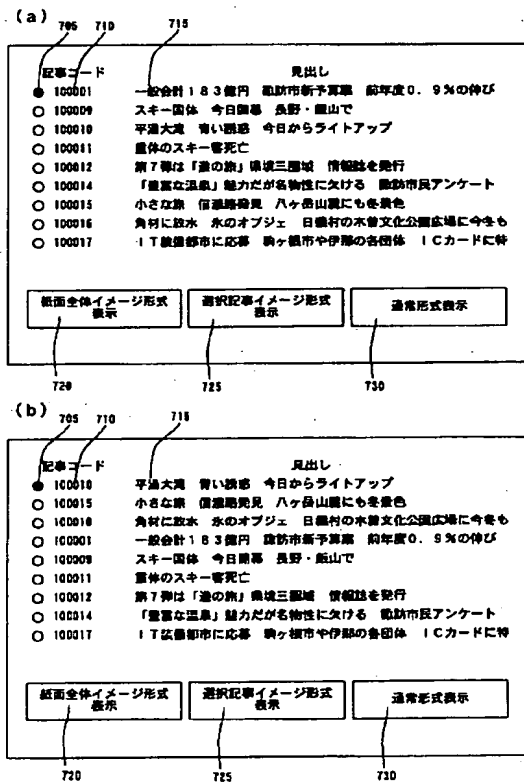 (a)
705 710 715
記事コード 見出し
● 100001 一般会計183億円 諏訪市新予算案 前年度0.9%の伸び
○ 100009 スキー国体 今日開幕 長野・飯山で
○ 100010 平湯大滝 青い誘惑 今日からライトアップ
○ 100011 重体のスキー客死亡
○ 100012 第7弾は「道の旅」県境三圏域 情報誌を発行
○ 100014 「豊富な温泉」魅力だが名物性に欠ける 諏訪市民アンケート
○ 100015 小さな旅 信濃路発見 八ヶ岳山麓にも冬景色
○ 100016 角材に放水 氷のオブジェ 日義村の木曽文化公園広場に今冬も
○ 100017 IT装備都市に応募 駒ヶ根市や伊那の各団体 ICカードに特
紙面全体イメージ形式 選択記事イメージ形式 通常形式表示
表示 表示
720 725 730
(b)
705 710 715
記事コード 見出し
● 100010 平湯大滝 青い誘惑 今日からライトアップ
○ 100015 小さな旅 信濃路発見 八ヶ岳山麓にも冬景色
○ 100016 角材に放水 氷のオブジェ 日義村の木曽文化公園広場に今冬も
○ 100001 一般会計183億円 諏訪市新予算案 前年度0.9%の伸び
○ 100009 スキー国体 今日開幕 長野・飯山で
○ 100011 重体のスキー客死亡
○ 100012 第7弾は「道の旅」県境三圏域 情報誌を発行
○ 100014 「豊富な温泉」魅力だが名物性に欠ける 諏訪市民アンケート
○ 100017 IT装備都市に応募 駒ヶ根市や伊那の各団体 ICカードに特
紙面全体イメージ形式 選択記事イメージ形式 通常形式表示
表示 表示
720 725 730